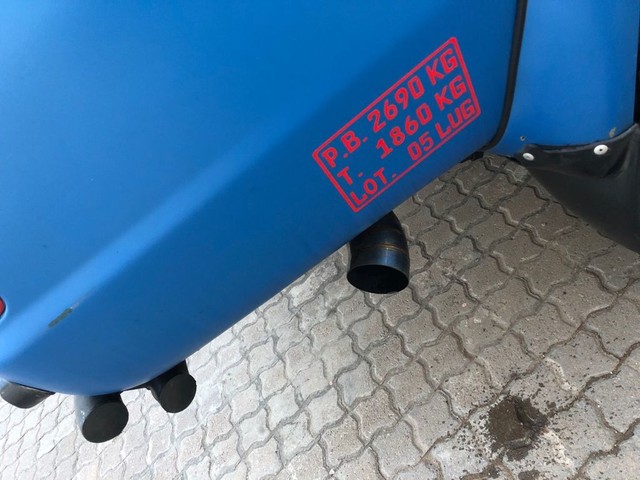 P.B. 2690 KG
T. 1860 KG
LOT. 05 LUG